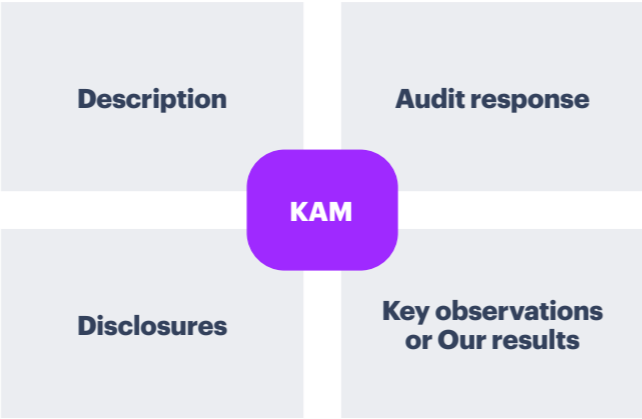 Description
Audit response
KAM
Disclosures
Key observations
or Our results